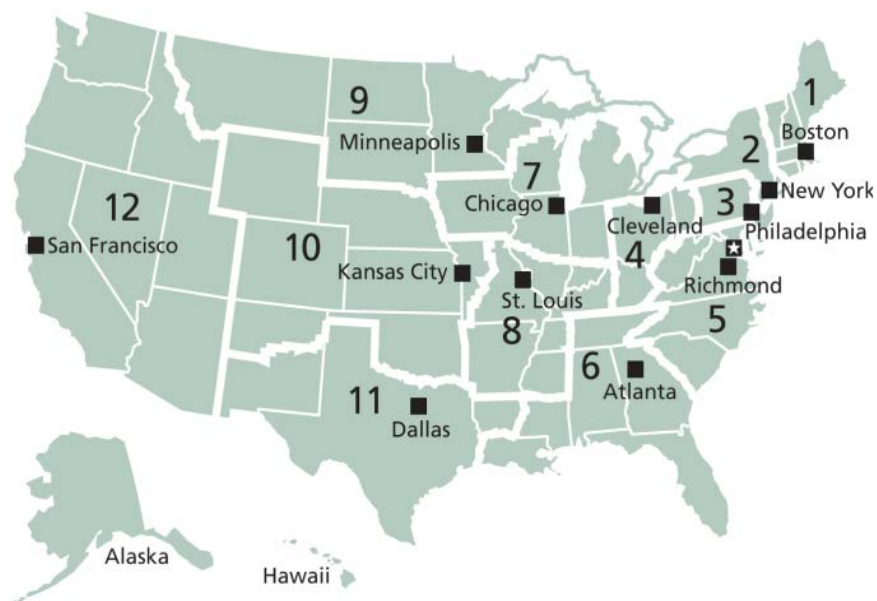 1
9
Boston
Minneapolis
2
7
New York
12
Chicago
3
Cleveland
Philadelphia
San Francisco
10
4
Kansas City
Richmond
St. Louis
5
8
6
Atlanta
11
Dallas
Alaska
Hawaii